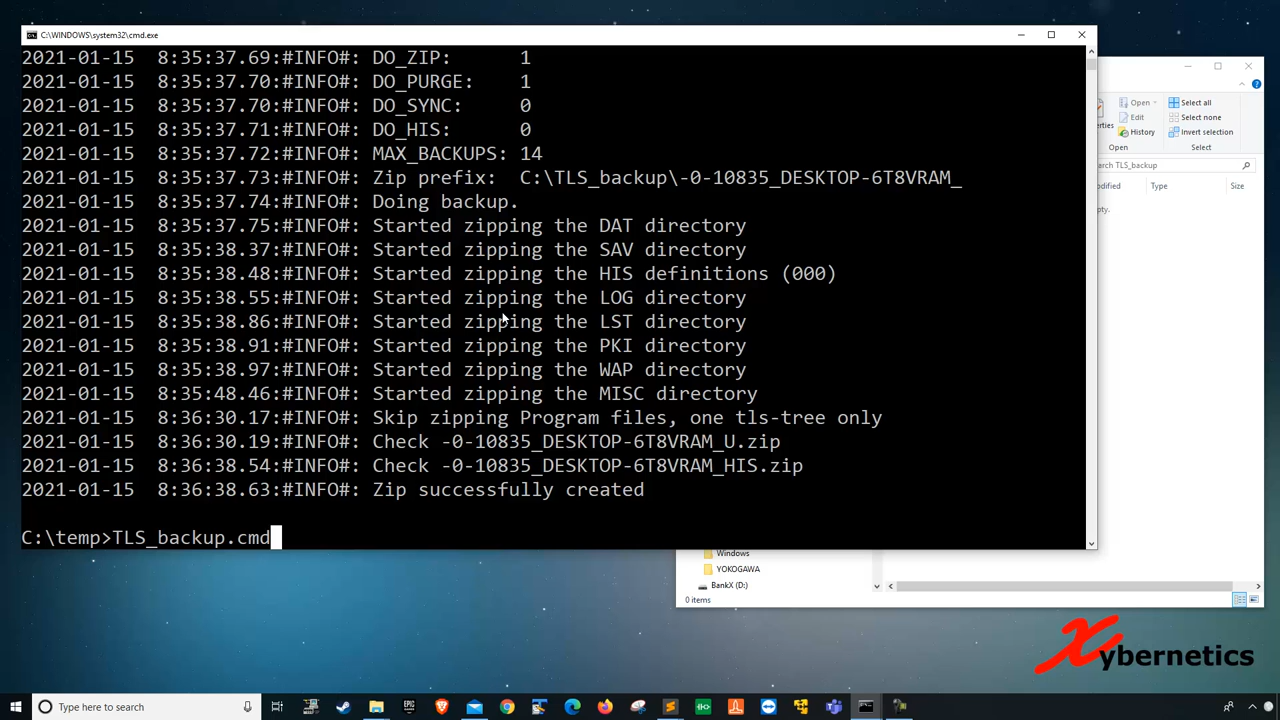 C:\WINDOWS\system32\cmd.exe
2021-01-15  8:35:37.69:#INFO#: DO_ZIP:      1
2021-01-15  8:35:37.70:#INFO#: DO_PURGE:    1
2021-01-15  8:35:37.70:#INFO#: DO_SYNC:     0
2021-01-15  8:35:37.71:#INFO#: DO_HIS:      0
2021-01-15  8:35:37.72:#INFO#: MAX_BACKUPS: 14
2021-01-15  8:35:37.73:#INFO#: Zip prefix:  C:\TLS_backup\-0-10835_DESKTOP-6T8VRAM_
2021-01-15  8:35:37.74:#INFO#: Doing backup.
2021-01-15  8:35:37.75:#INFO#: Started zipping the DAT directory
2021-01-15  8:35:38.37:#INFO#: Started zipping the SAV directory
2021-01-15  8:35:38.48:#INFO#: Started zipping the HIS definitions (000)
2021-01-15  8:35:38.55:#INFO#: Started zipping the LOG directory
2021-01-15  8:35:38.86:#INFO#: Started zipping the LST directory
2021-01-15  8:35:38.91:#INFO#: Started zipping the PKI directory
2021-01-15  8:35:38.97:#INFO#: Started zipping the WAP directory
2021-01-15  8:35:48.46:#INFO#: Started zipping the MISC directory
2021-01-15  8:36:30.17:#INFO#: Skip zipping Program files, one tls-tree only
2021-01-15  8:36:30.19:#INFO#: Check -0-10835_DESKTOP-6T8VRAM_U.zip
2021-01-15  8:36:38.54:#INFO#: Check -0-10835_DESKTOP-6T8VRAM_HIS.zip
2021-01-15  8:36:38.63:#INFO#: Zip successfully created
C:\temp>TLS_backup.cmd
Open
Select all
Edit
Select none
History
Invert selection
Open
Select
TLS_backup
Type
Size
Windows
YOKOGAWA
BankX (D:)
0 items
Xybernetics
Type here to search